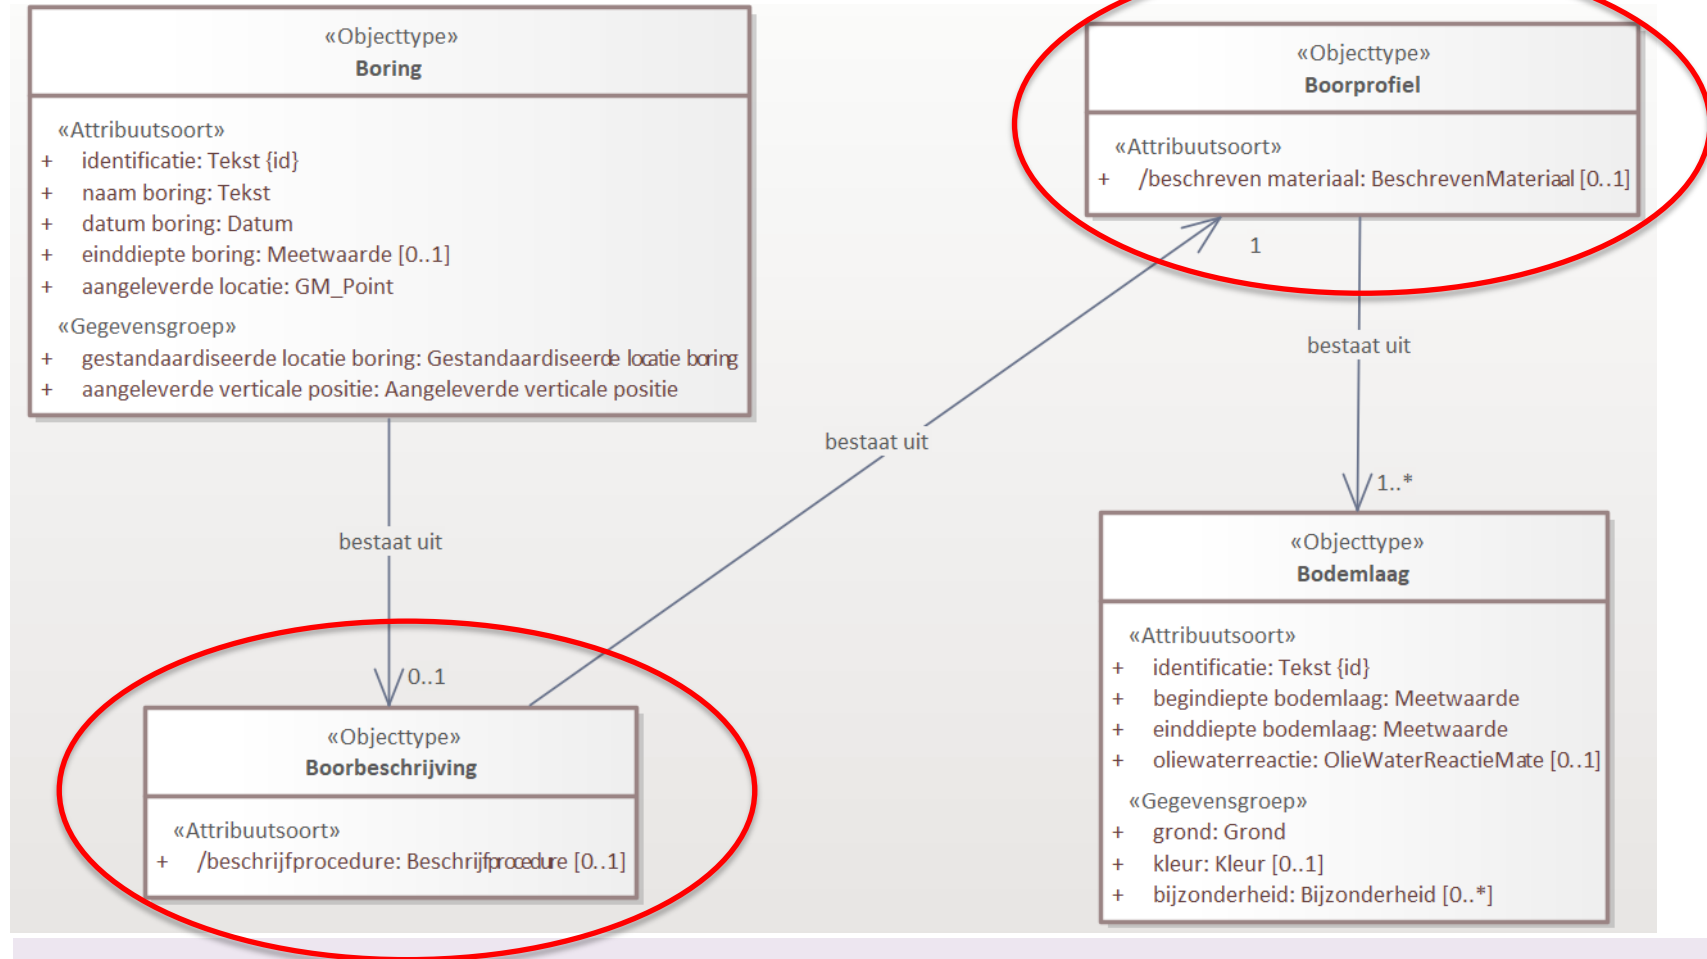 «Objecttype»
Boring
«Attribuutsoort»
+ identificatie: Tekst {id}
+ naam boring: Tekst
+ datum boring: Datum
+ einddiepte boring: Meetwaarde [0..1]
+ aangeleverde locatie: GM_Point
«Gegevensgroep»
+ gestandaardiseerde locatie boring: Gestandaardiseerde locatie boring
+ aangeleverde verticale positie: Aangeleverde verticale positie
«Objecttype»
Boorprofiel
«Attribuutsoort»
+ /beschreven materiaal: BeschrevenMateriaal [0..1]
1
bestaat uit
bestaat uit
1..*
bestaat uit
0..1
«Objecttype»
Boorbeschrijving
«Attribuutsoort»
+ /beschrijfprocedure: Beschrijfprocedure [0..1]
«Objecttype»
Bodemlaag
«Attribuutsoort»
+ identificatie: Tekst {id}
+ begindiepte bodemlaag: Meetwaarde
+ einddiepte bodemlaag: Meetwaarde
+ oliewaterreactie: OlieWaterReactieMate [0..1]
«Gegevensgroep»
+ grond: Grond
+ kleur: Kleur [0..1]
+ bijzonderheid: Bijzonderheid [0..*]